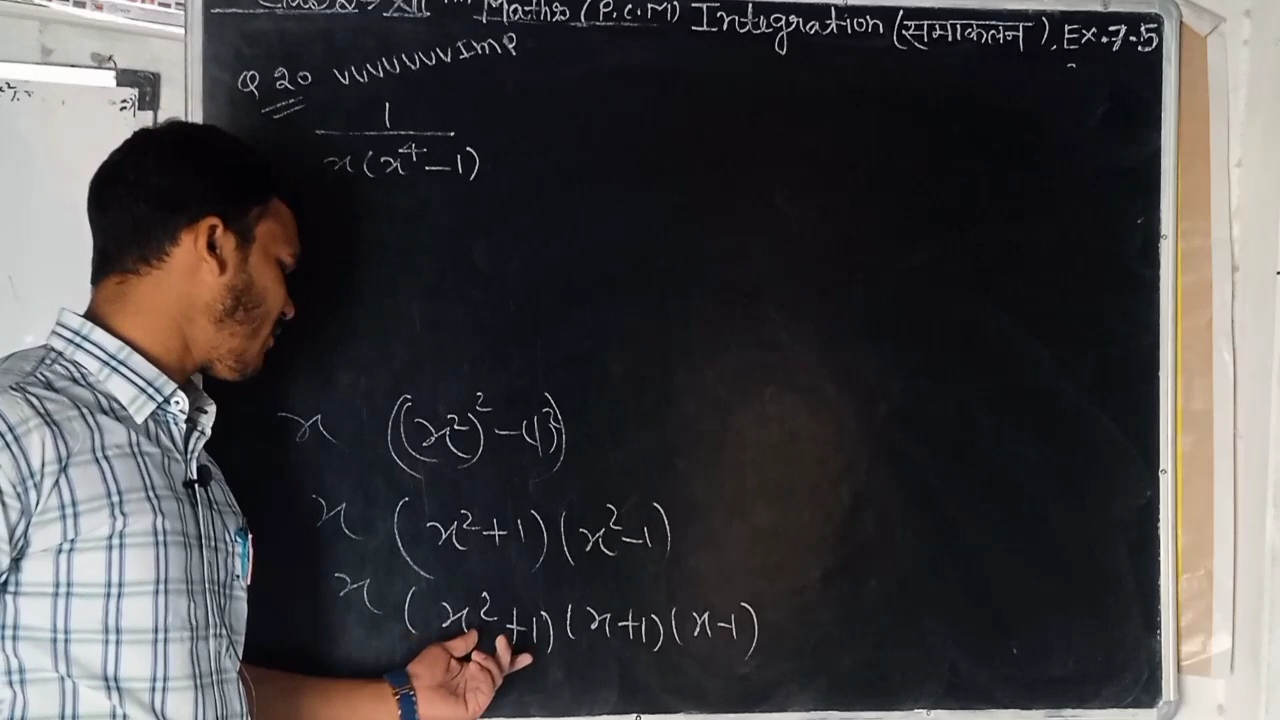 Maths (P.C.M) Integration (समाकलन), Ex.7.5
Q 20 VVVVVVVImp
1
x(x⁴-1)
x ((x²)²-(1)²)
x (x²+1)(x²-1)
x (x²+1)(x+1)(x-1)